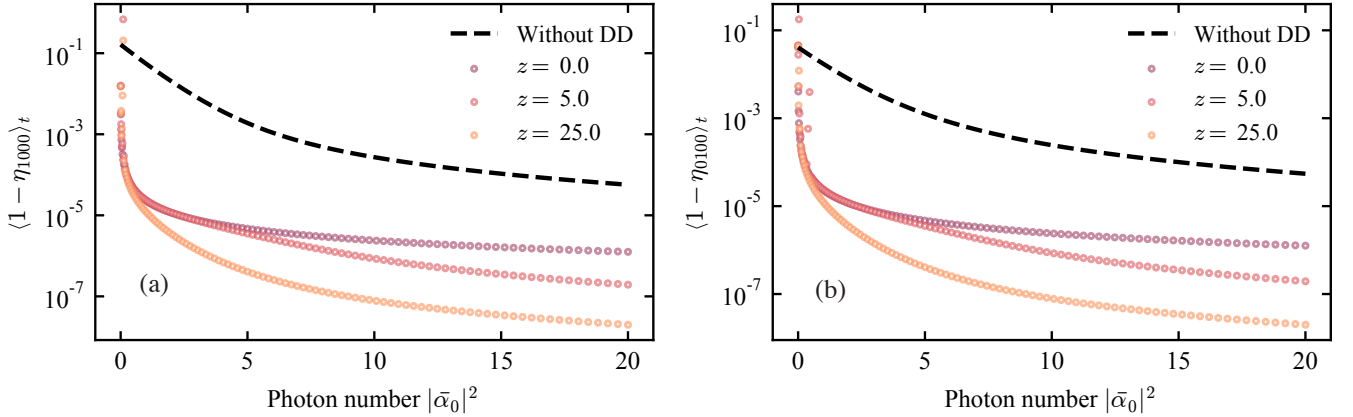 ⟨1 − η₁₀₀₀⟩ₜ
10⁻¹
10⁻³
10⁻⁵
10⁻⁷
Without DD
z = 0.0
z = 5.0
z = 25.0
(a)
0 5 10 15 20
Photon number |ᾱ₀|²
⟨1 − η₀₁₀₀⟩ₜ
10⁻¹
10⁻³
10⁻⁵
10⁻⁷
Without DD
z = 0.0
z = 5.0
z = 25.0
(b)
0 5 10 15 20
Photon number |ᾱ₀|²